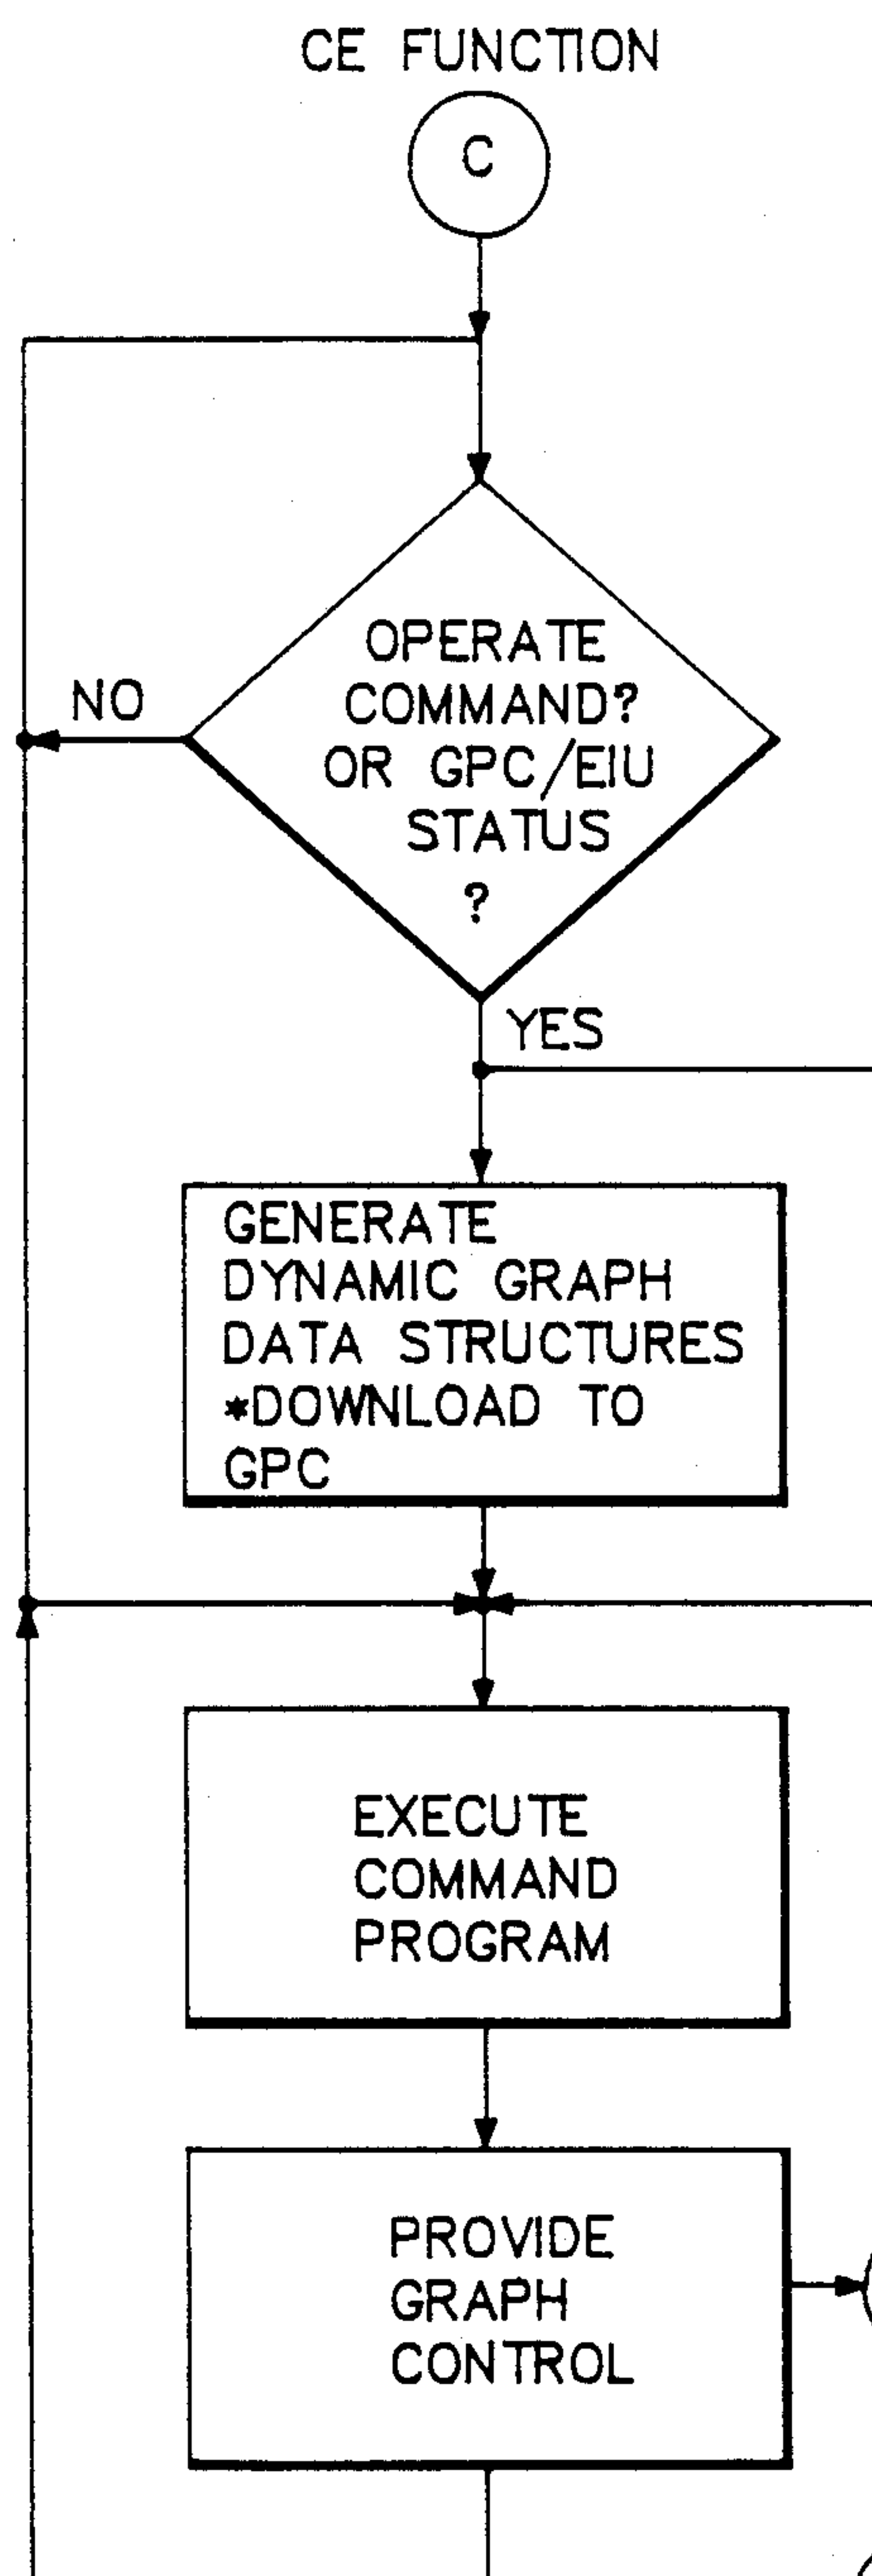 CE FUNCTION
C
OPERATE
COMMAND?
OR GPC/EIU
STATUS
?
NO
YES
GENERATE
DYNAMIC GRAPH
DATA STRUCTURES
*DOWNLOAD TO
GPC
EXECUTE
COMMAND
PROGRAM
PROVIDE
GRAPH
CONTROL